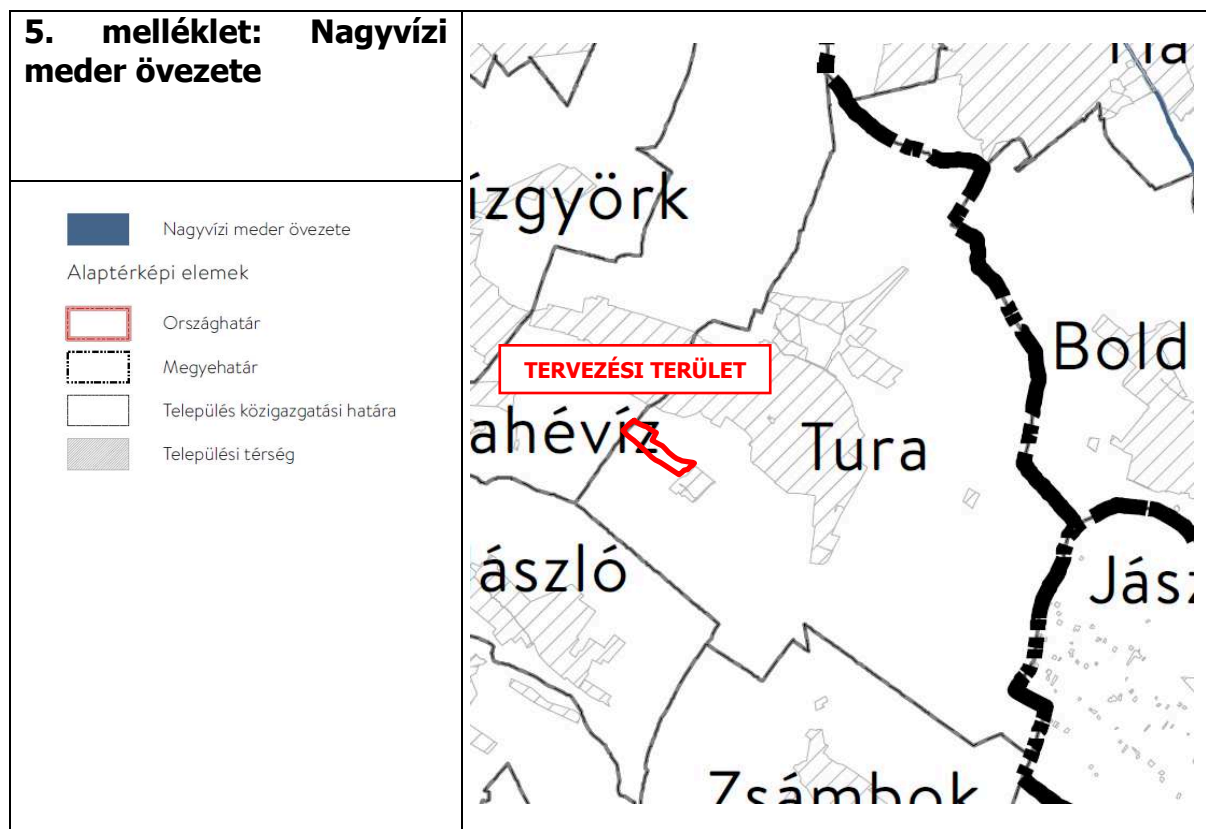 5. melléklet: Nagyvízi
meder övezete
Nagyvízi meder övezete
Alaptérképi elemek
Országhatár
Megyehatár
Település közigazgatási határa
Települési térség
ízgyörk
Bold
TERVEZÉSI TERÜLET
ahévíz
Tura
ászló
Jász
Zsámbok